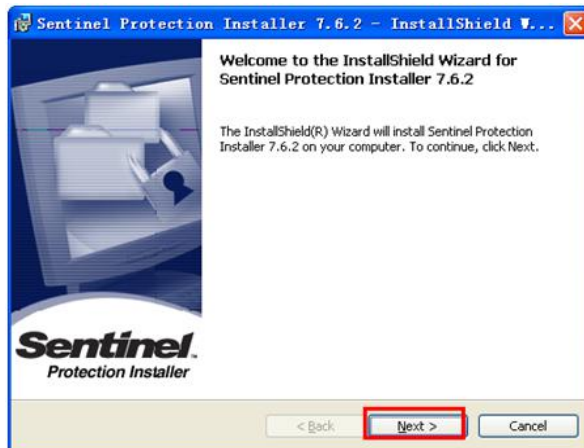 Sentinel Protection Installer 7.6.2 - InstallShield W...
Welcome to the InstallShield Wizard for
Sentinel Protection Installer 7.6.2
The InstallShield(R) Wizard will install Sentinel Protection
Installer 7.6.2 on your computer. To continue, click Next.
Sentinel
Protection Installer
< Back
Next >
Cancel